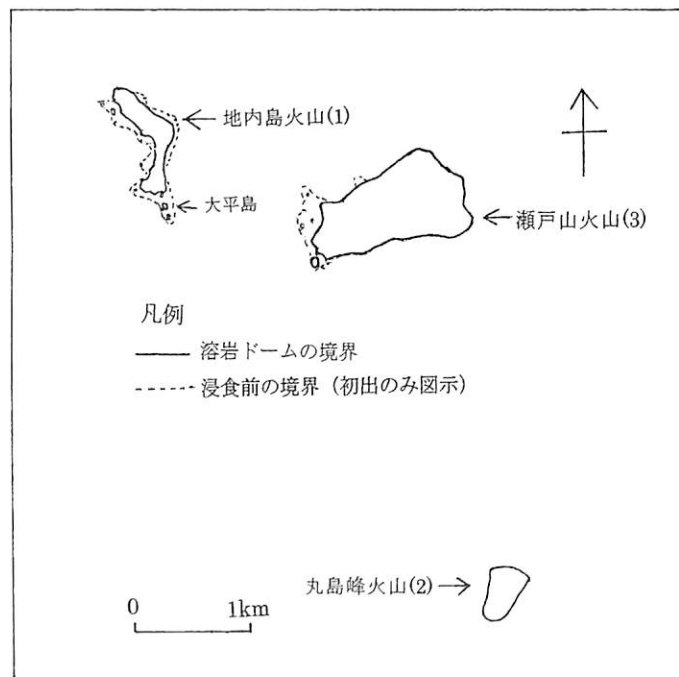 地内島火山(1)
大平島
瀬戸山火山(3)
凡例
溶岩ドームの境界
浸食前の境界(初出のみ図示)
丸島峰火山(2)
0 1km